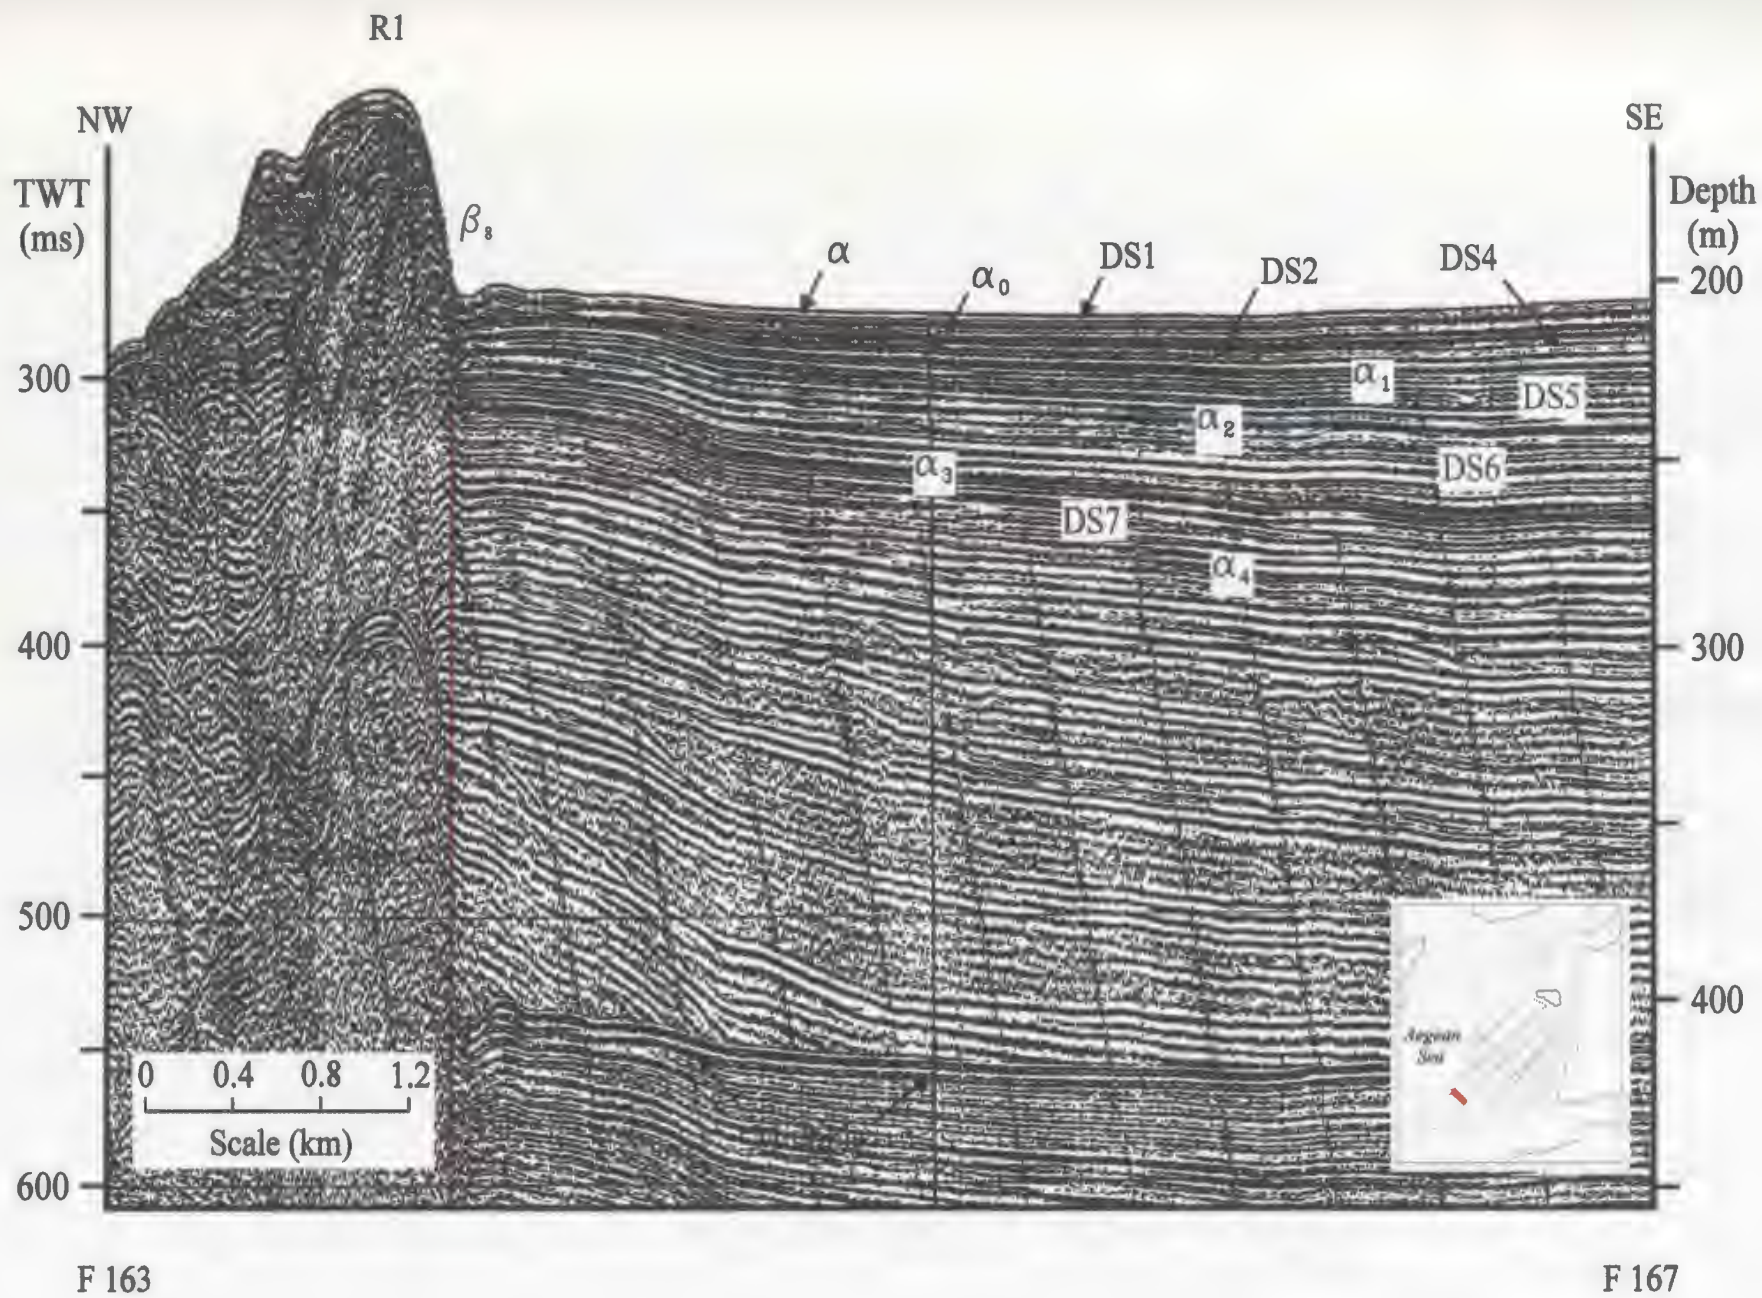 R1
NW
SE
TWT
(ms)
Depth
(m)
β₈
α
α₀
DS1
DS2
DS4
200
300
α₁
DS5
α₂
α₃
DS6
DS7
α₄
400
300
500
400
Aegean
Sea
0 0.4 0.8 1.2
Scale (km)
600
F 163
F 167